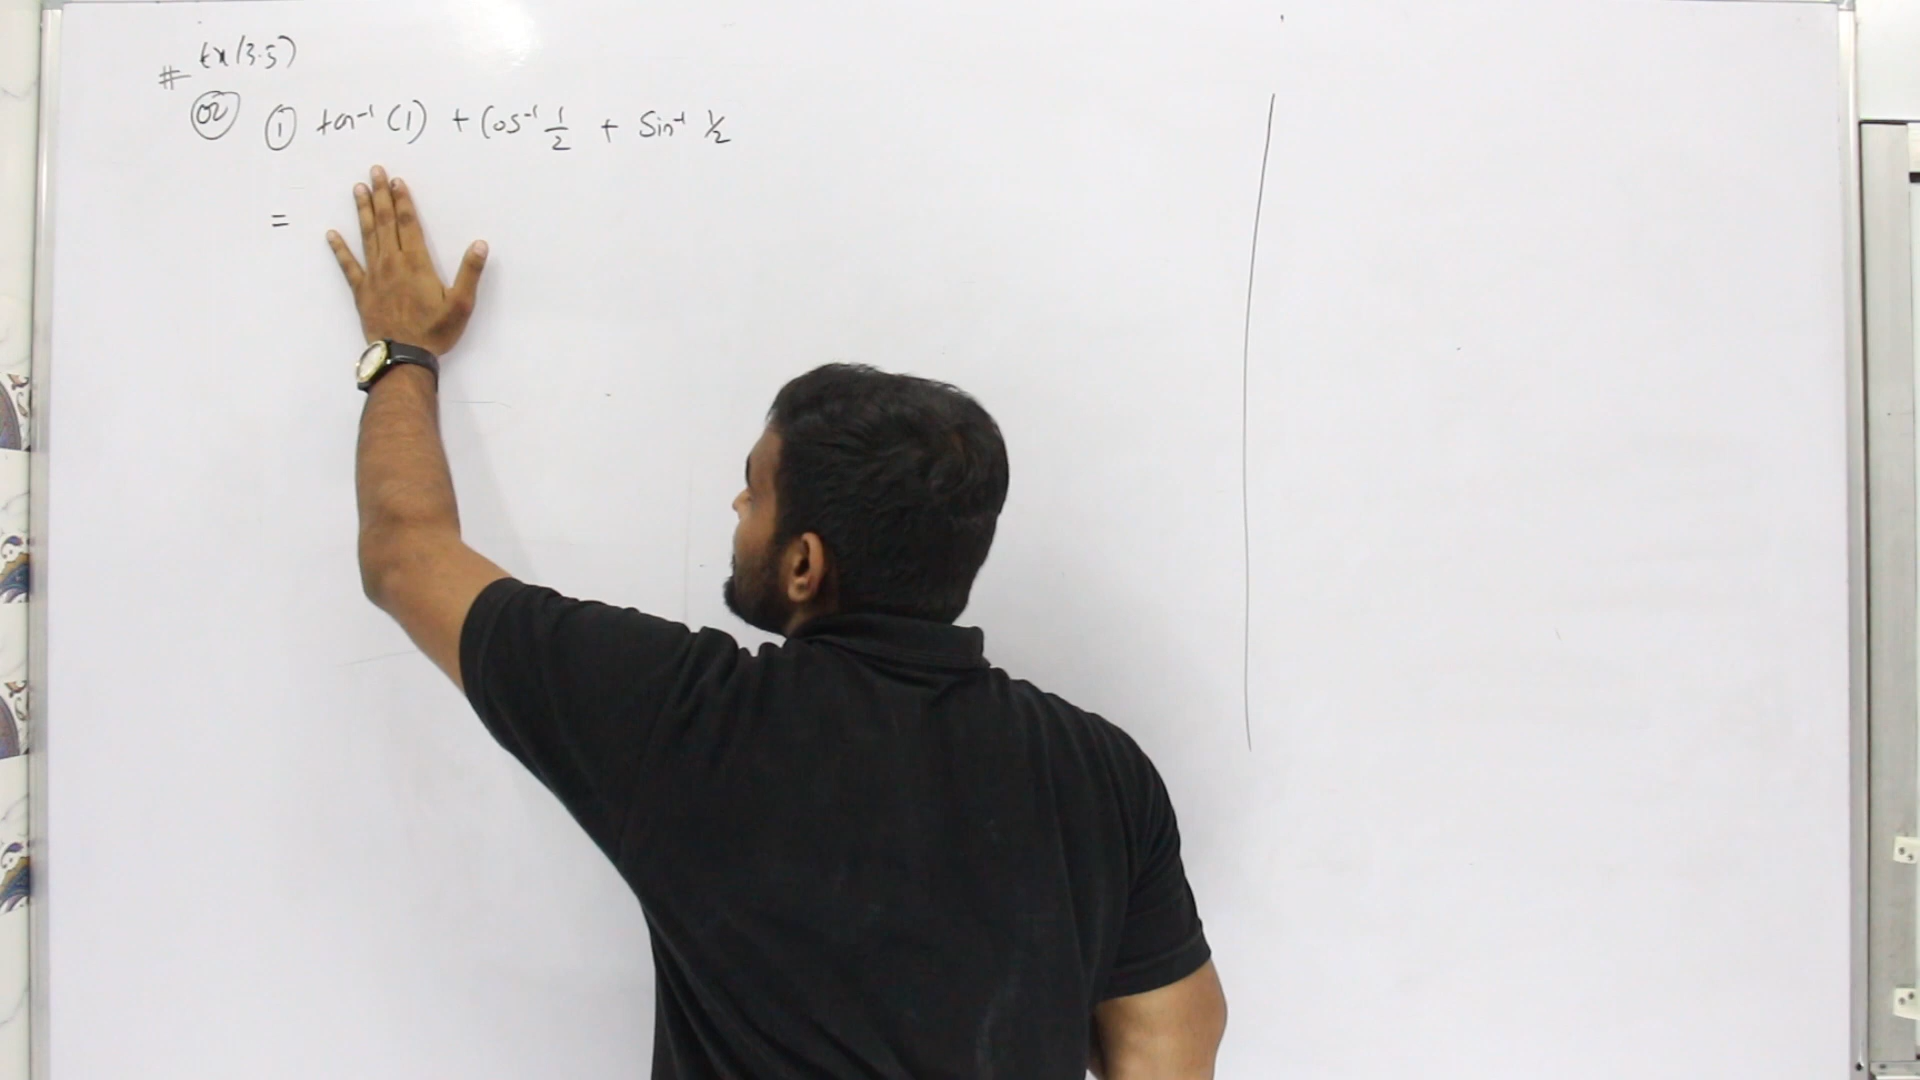 # Ex (3.5)
02 1 tan⁻¹ (1) + Cos⁻¹ 1/2 + Sin⁻¹ 1/2
=